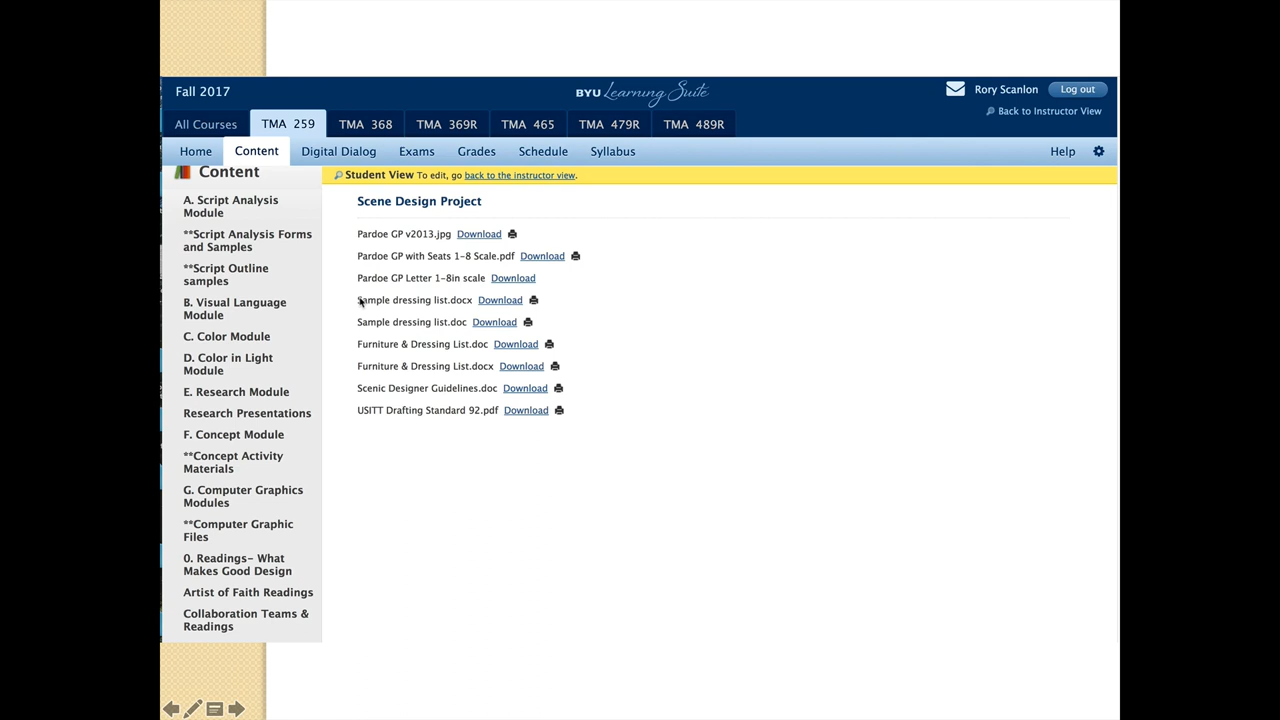 Fall 2017
BYU Learning Suite
Rory Scanlon
Log out
Back to Instructor View
All Courses
TMA 259
TMA 368
TMA 369R
TMA 465
TMA 479R
TMA 489R
Home
Content
Digital Dialog
Exams
Grades
Schedule
Syllabus
Help
Content
A. Script Analysis
Module
**Script Analysis Forms
and Samples
**Script Outline
samples
B. Visual Language
Module
C. Color Module
D. Color in Light
Module
E. Research Module
Research Presentations
F. Concept Module
**Concept Activity
Materials
G. Computer Graphics
Modules
**Computer Graphic
Files
0. Readings- What
Makes Good Design
Artist of Faith Readings
Collaboration Teams &
Readings
Student View To edit, go back to the instructor view.
Scene Design Project
Pardoe GP v2013.jpg Download
Pardoe GP with Seats 1-8 Scale.pdf Download
Pardoe GP Letter 1-8in scale Download
Sample dressing list.docx Download
Sample dressing list.doc Download
Furniture & Dressing List.doc Download
Furniture & Dressing List.docx Download
Scenic Designer Guidelines.doc Download
USITT Drafting Standard 92.pdf Download